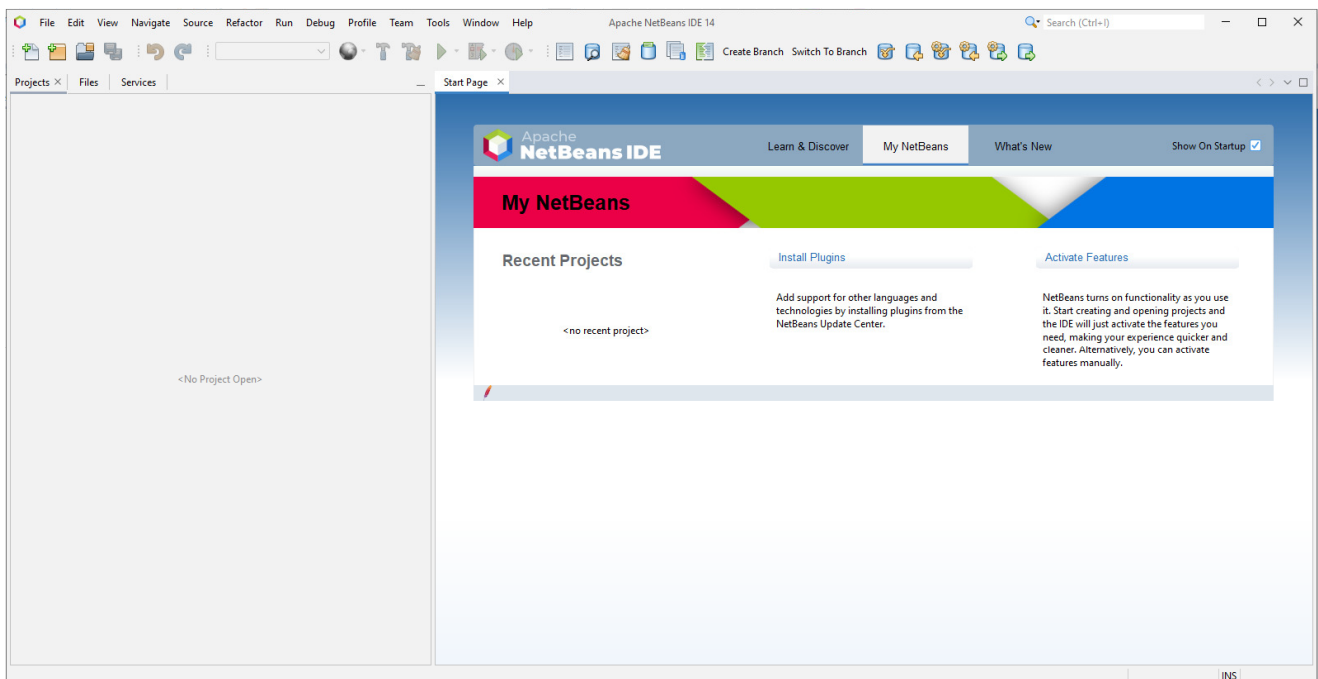 File Edit View Navigate Source Refactor Run Debug Profile Team Tools Window Help Apache NetBeans IDE 14 Search (Ctrl+I)
Create Branch Switch To Branch
Projects Files Services
Start Page
Apache
NetBeans IDE
Learn & Discover My NetBeans What's New Show On Startup
My NetBeans
Recent Projects
<no recent project>
Install Plugins
Add support for other languages and
technologies by installing plugins from the
NetBeans Update Center.
Activate Features
NetBeans turns on functionality as you use
it. Start creating and opening projects and
the IDE will just activate the features you
need, making your experience quicker and
cleaner. Alternatively, you can activate
features manually.
<No Project Open>
INS